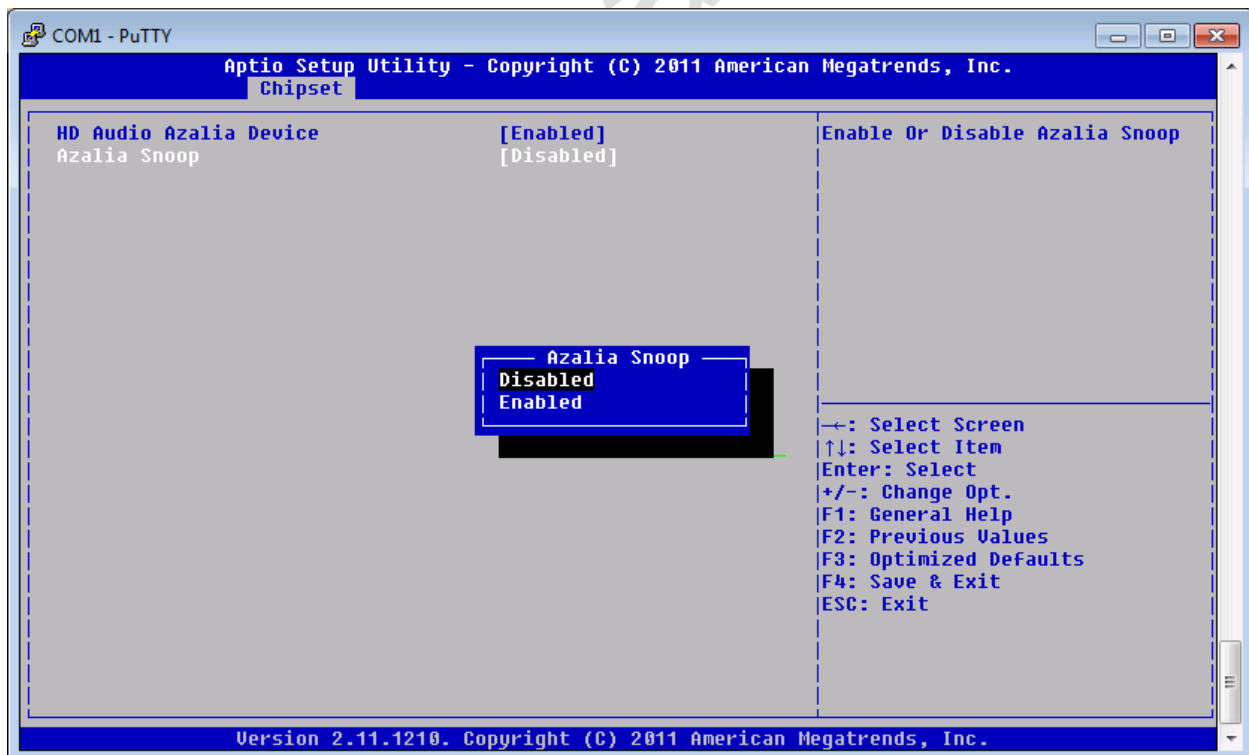 COM1 - PuTTY
Aptio Setup Utility - Copyright (C) 2011 American Megatrends, Inc.
Chipset
HD Audio Azalia Device [Enabled]
Azalia Snoop [Disabled]
Enable Or Disable Azalia Snoop
Azalia Snoop
Disabled
Enabled
→←: Select Screen
↑↓: Select Item
Enter: Select
+/-: Change Opt.
F1: General Help
F2: Previous Values
F3: Optimized Defaults
F4: Save & Exit
ESC: Exit
Version 2.11.1210. Copyright (C) 2011 American Megatrends, Inc.